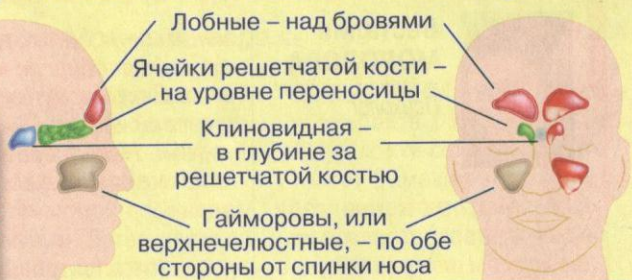 Лобные – над бровями
Ячейки решетчатой кости –
на уровне переносицы
Клиновидная –
в глубине за
решетчатой костью
Гайморовы, или
верхнечелюстные, – по обе
стороны от спинки носа